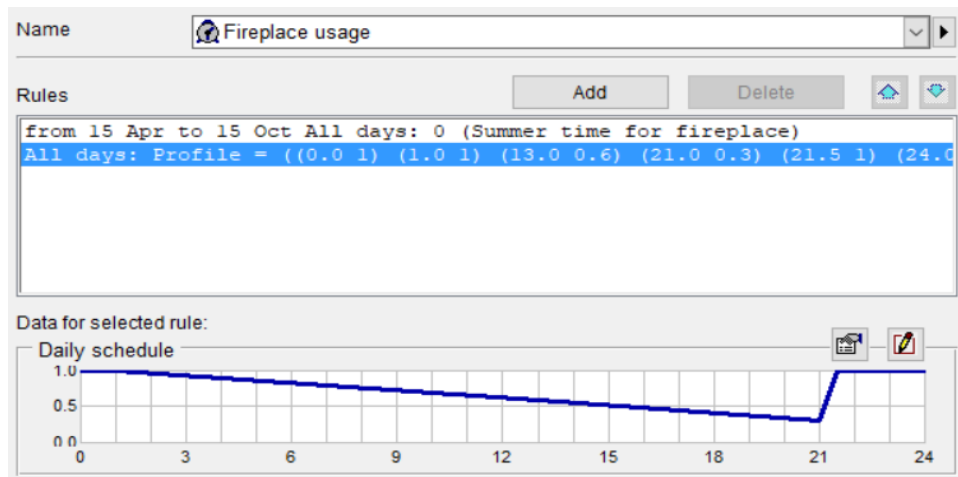 Name Fireplace usage
Rules Add Delete
from 15 Apr to 15 Oct All days: 0 (Summer time for fireplace)
All days: Profile = ((0.0 1) (1.0 1) (13.0 0.6) (21.0 0.3) (21.5 1) (24.0
Data for selected rule:
Daily schedule
1.0
0.5
0.0
0 3 6 9 12 15 18 21 24